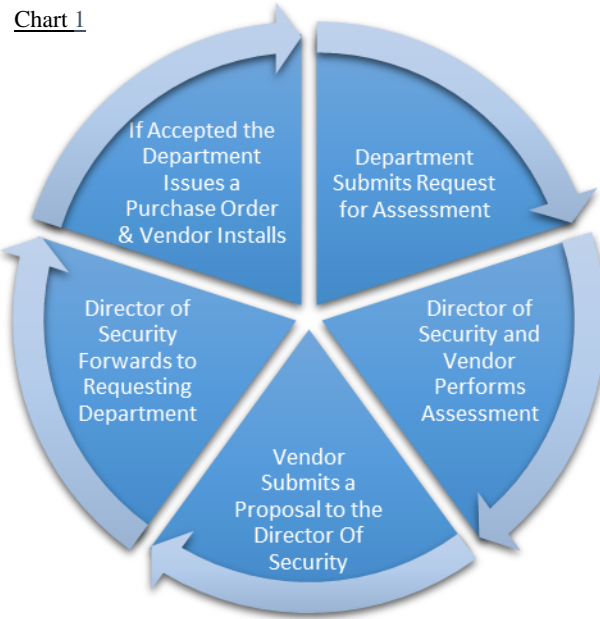 Chart 1
Department
Submits Request
for Assessment
Director of
Security and
Vendor
Performs
Assessment
Vendor
Submits a
Proposal to the
Director Of
Security
Director of
Security
Forwards to
Requesting
Department
If Accepted the
Department
Issues a
Purchase Order
& Vendor Installs